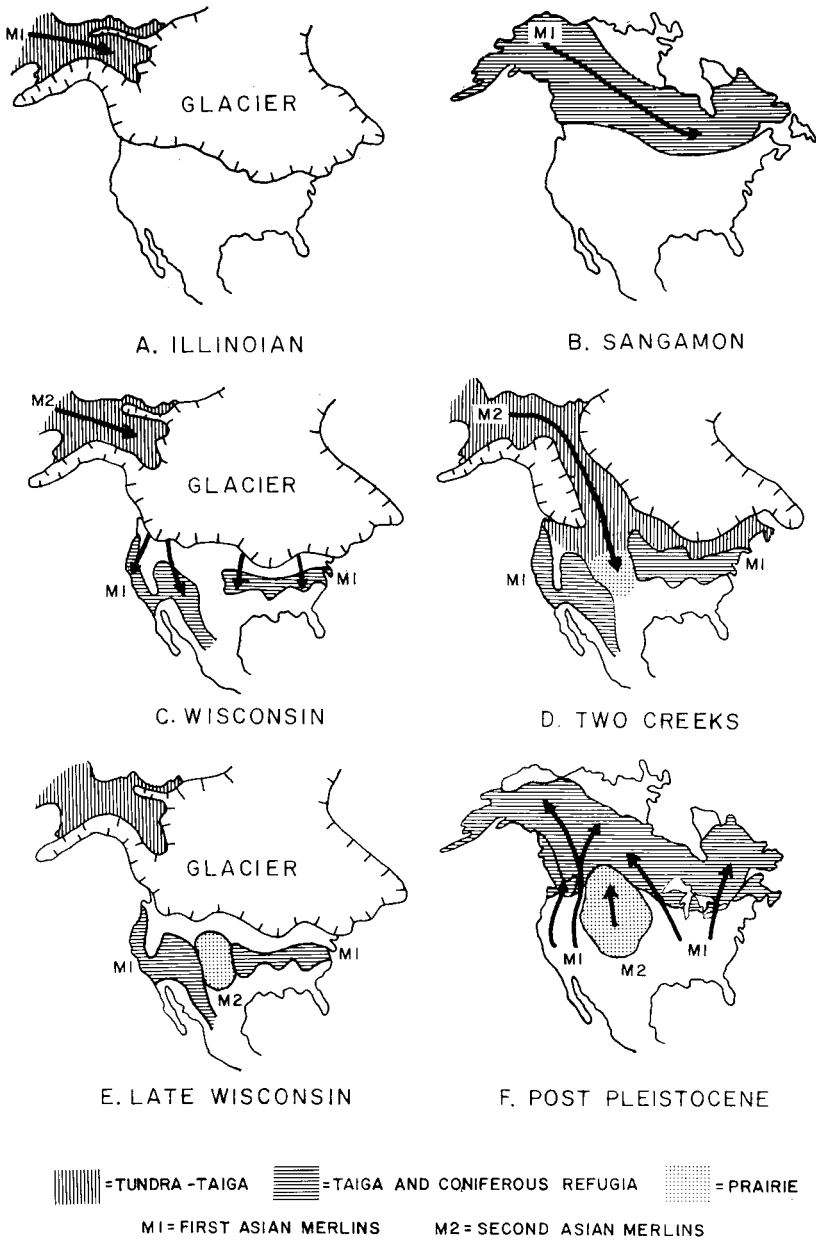 M1
GLACIER
A. ILLINOIAN
M1
B. SANGAMON
M2
GLACIER
M1
M1
C. WISCONSIN
M2
M1
M1
D. TWO CREEKS
GLACIER
M1
M1
M2
E. LATE WISCONSIN
M1
M1
M2
F. POST PLEISTOCENE
=TUNDRA-TAIGA =TAIGA AND CONIFEROUS REFUGIA =PRAIRIE
M1=FIRST ASIAN MERLINS M2=SECOND ASIAN MERLINS